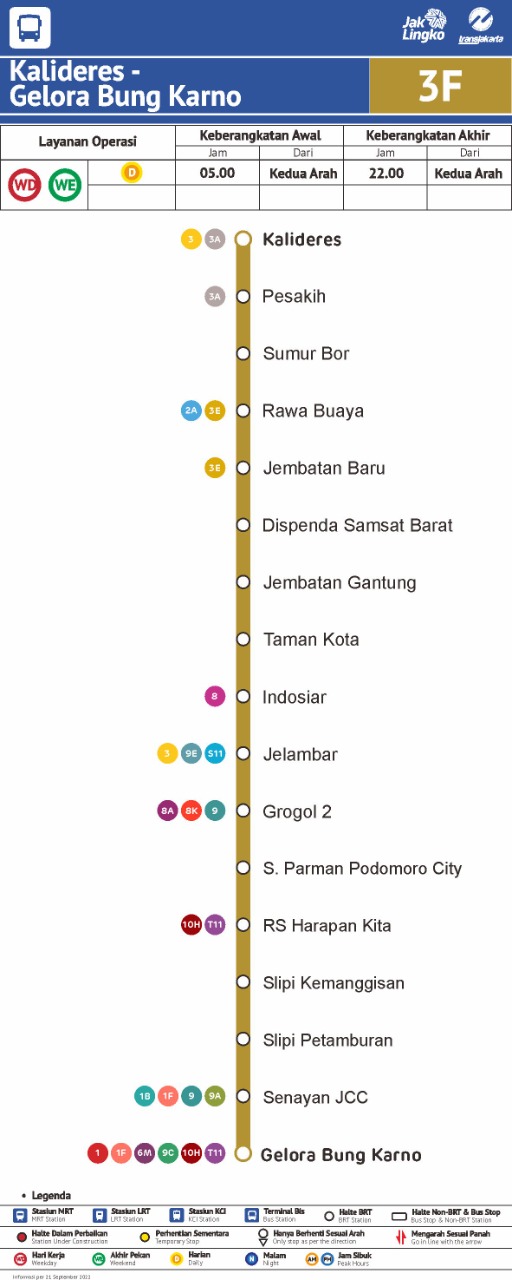 Jak
Lingko
transjakarta
Kalideres -
Gelora Bung Karno
3F
Layanan Operasi
Keberangkatan Awal
Keberangkatan Akhir
Jam
Dari
Jam
Dari
WD
WE
D
05.00
Kedua Arah
22.00
Kedua Arah
3 3A Kalideres
3A Pesakih
Sumur Bor
2A 3E Rawa Buaya
3E Jembatan Baru
Dispenda Samsat Barat
Jembatan Gantung
Taman Kota
8 Indosiar
3 9E S11 Jelambar
8A 8K 9 Grogol 2
S. Parman Podomoro City
10H T11 RS Harapan Kita
Slipi Kemanggisan
Slipi Petamburan
1B 1F 9 9A Senayan JCC
1 1F 6M 9C 10H T11 Gelora Bung Karno
• Legenda
Stasiun MRT
MRT Station
Stasiun LRT
LRT Station
Stasiun KCI
KCI Station
Terminal Bis
Bus Station
Halte BRT
BRT Station
Halte Non-BRT & Bus Stop
Bus Stop & Non-BRT Station
Halte Dalam Perbaikan
Station Under Construction
Perhentian Sementara
Temporary Stop
Hanya Berhenti Sesuai Arah
Only stop as per the direction
Mengarah Sesuai Panah
Go in line with the arrow
WD Hari Kerja
Weekday
WE Akhir Pekan
Weekend
D Harian
Daily
N Malam
Night
AM PM Jam Sibuk
Peak Hours